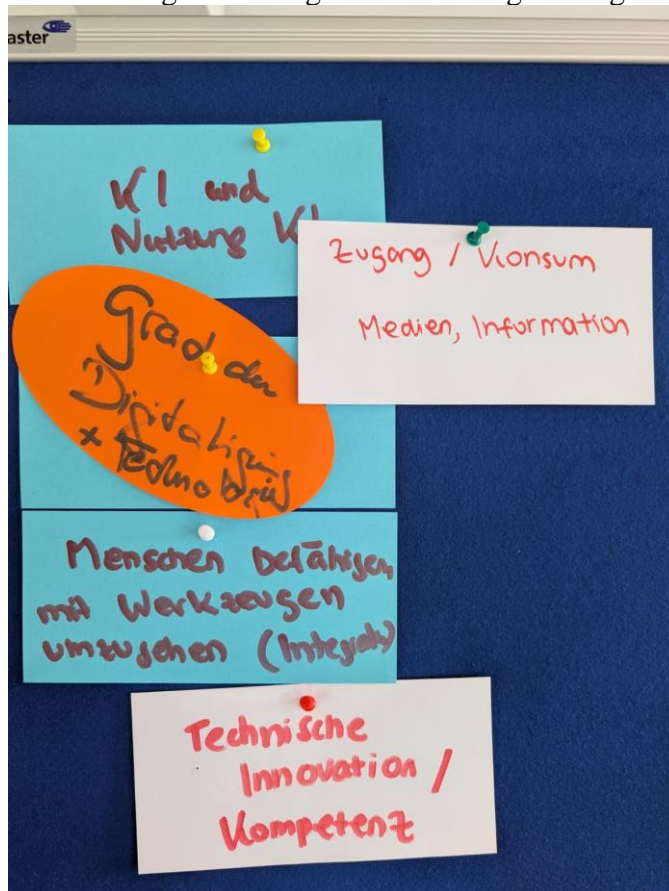 aster
KI und
Nutzung KI
Zugang / Konsum
Medien, Information
Grad der
+
Menschen befähigen,
mit Werkzeugen
umzugehen (Integrativ)
Technische
Innovation /
Kompetenz